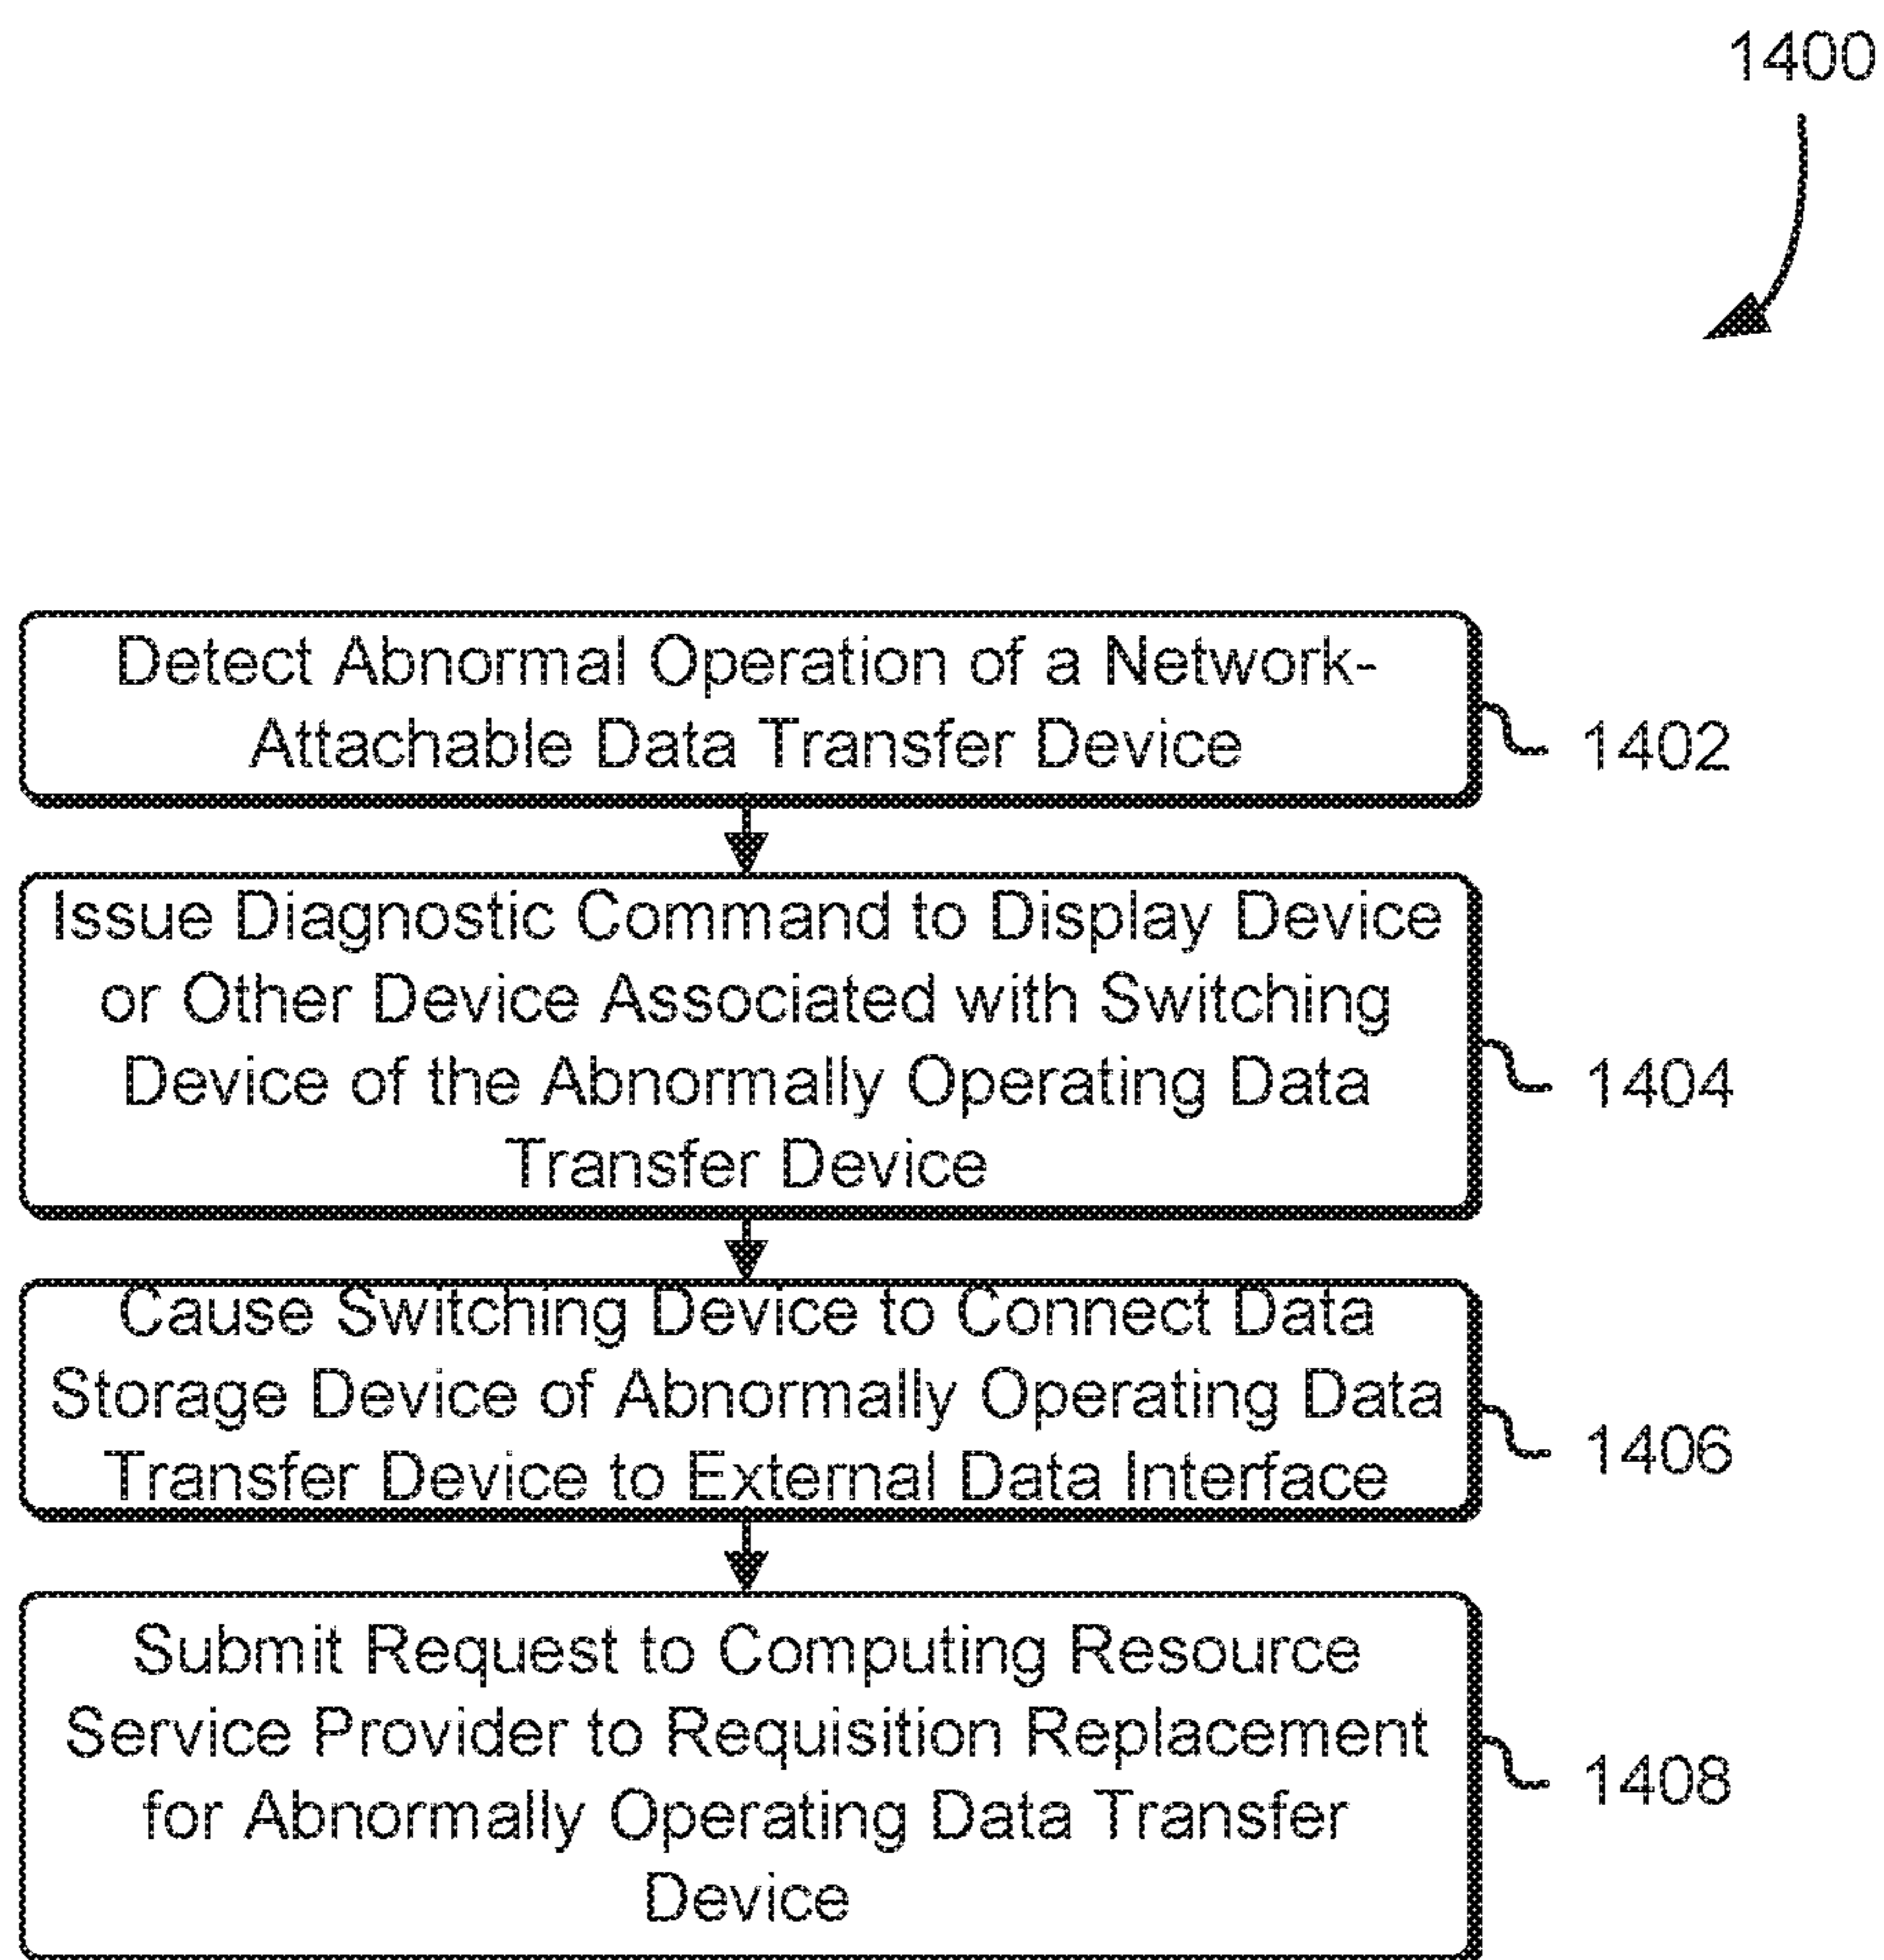 1400
Detect Abnormal Operation of a Network-
Attachable Data Transfer Device
1402
Issue Diagnostic Command to Display Device
or Other Device Associated with Switching
Device of the Abnormally Operating Data
Transfer Device
1404
Cause Switching Device to Connect Data
Storage Device of Abnormally Operating Data
Transfer Device to External Data Interface
1406
Submit Request to Computing Resource
Service Provider to Requisition Replacement
for Abnormally Operating Data Transfer
Device
1408